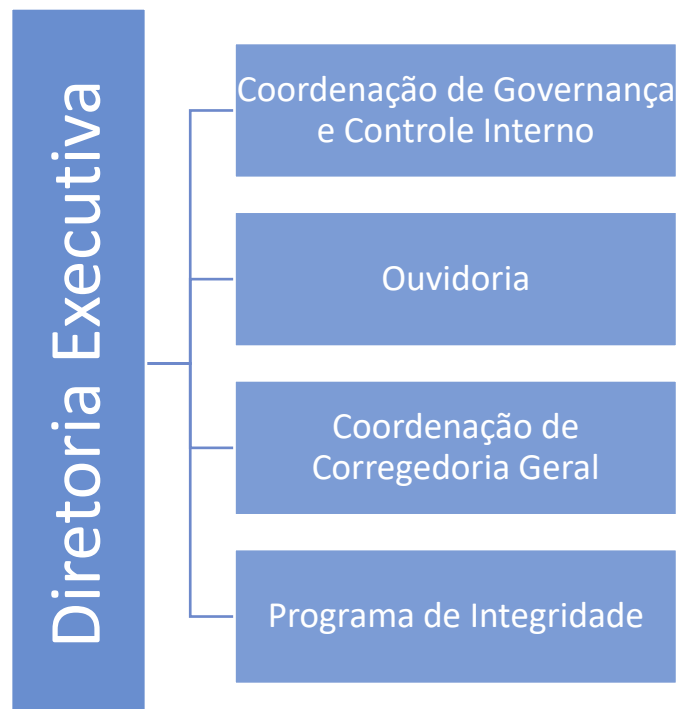 Diretoria Executiva
Coordenação de Governança
e Controle Interno
Ouvidoria
Coordenação de
Corregedoria Geral
Programa de Integridade